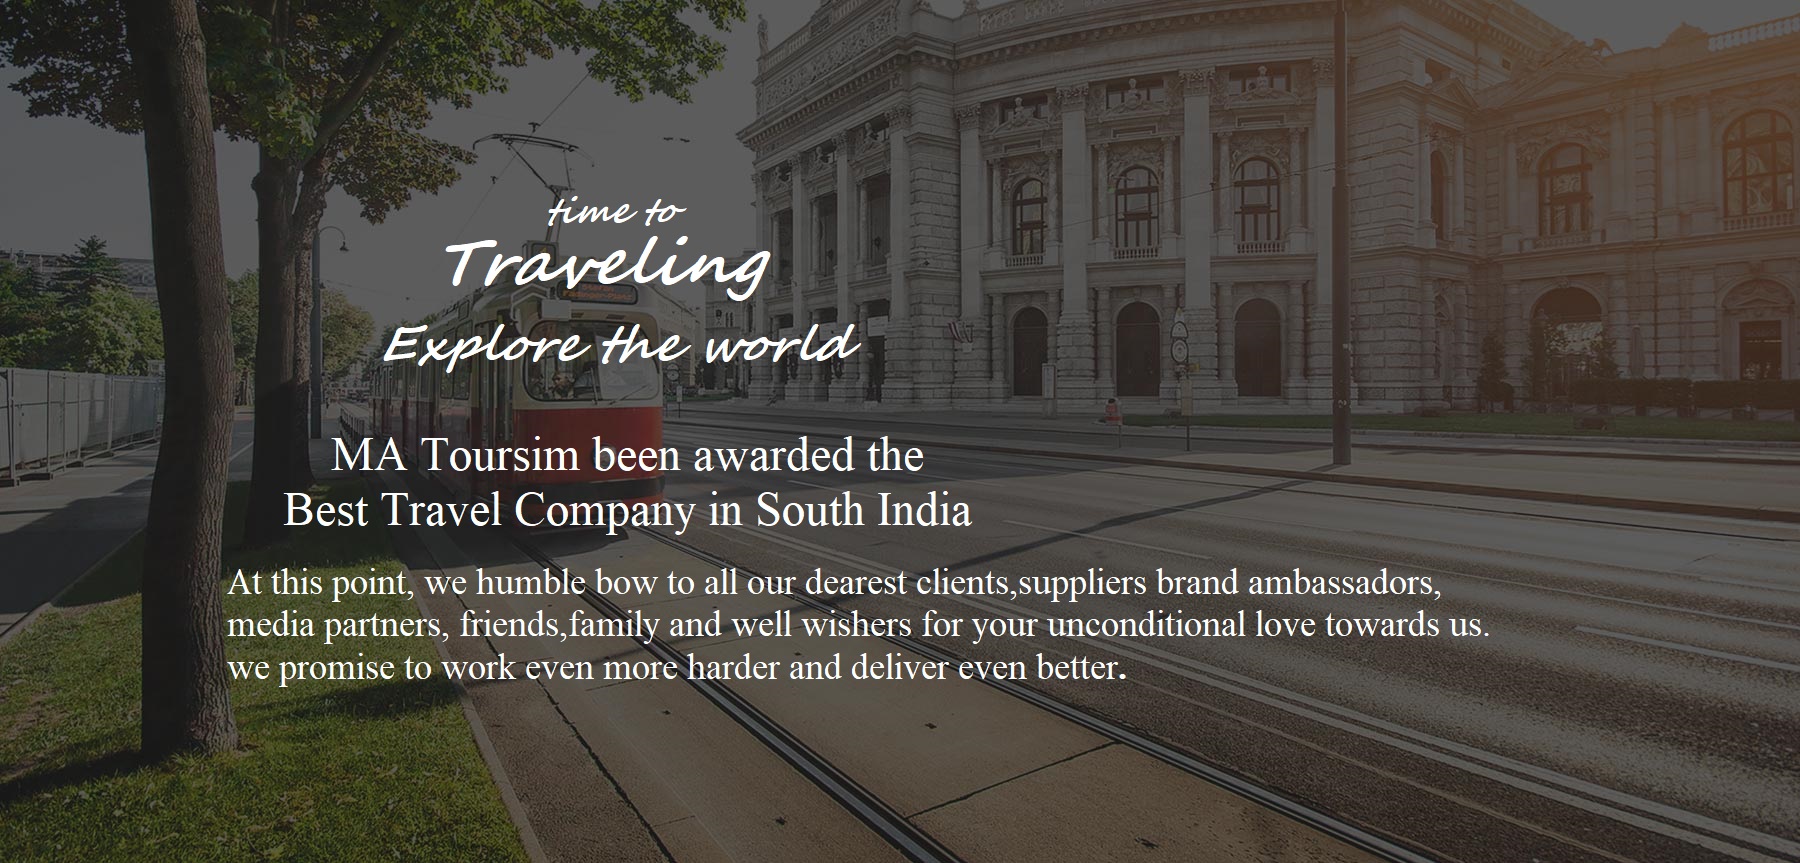 time to
Traveling
Explore the world
MA Toursim been awarded the
Best Travel Company in South India
At this point, we humble bow to all our dearest clients,suppliers brand ambassadors,
media partners, friends,family and well wishers for your unconditional love towards us.
we promise to work even more harder and deliver even better.